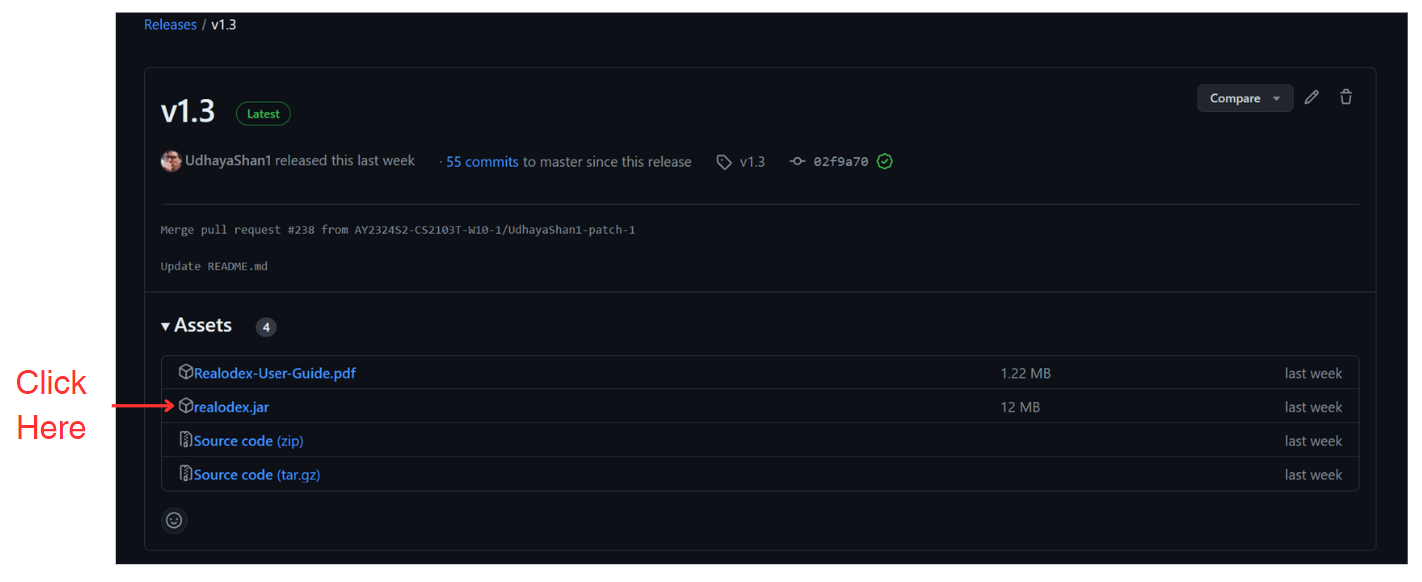 Releases / v1.3
v1.3 Latest Compare
UdhayaShan1 released this last week · 55 commits to master since this release v1.3 02f9a70
Merge pull request #238 from AY2324S2-CS2103T-W10-1/UdhayaShan1-patch-1
Update README.md
Assets 4
Realodex-User-Guide.pdf 1.22 MB last week
Click
Here
realodex.jar 12 MB last week
Source code (zip) last week
Source code (tar.gz) last week